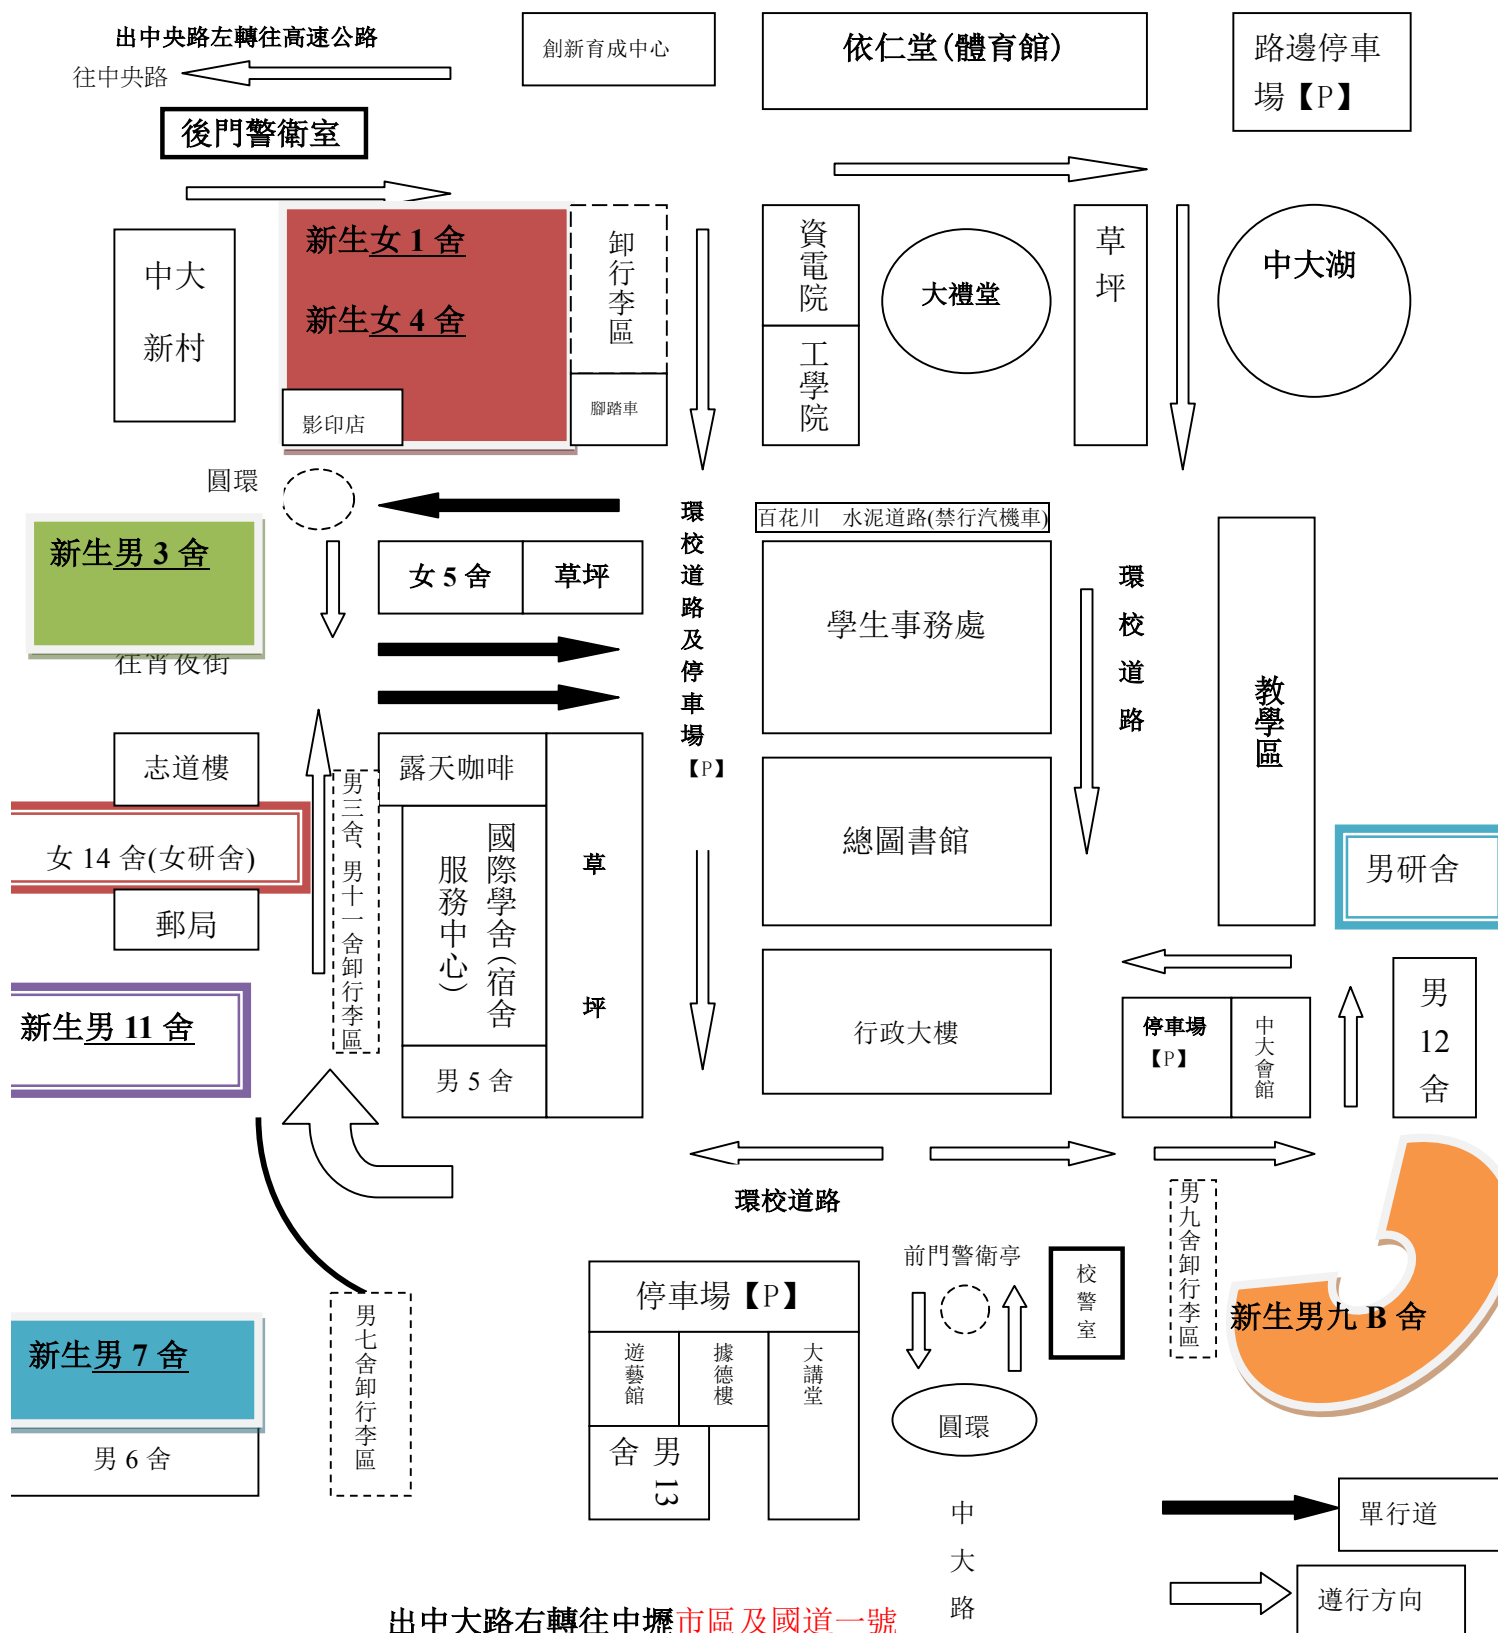 出中央路左轉往高速公路
往中央路
創新育成中心
依仁堂(體育館)
路邊停車
場【P】
後門警衛室
中大
新村
新生女 1 舍
新生女 4 舍
影印店
卸行李區
腳踏車
資電院
工學院
大禮堂
草坪
中大湖
圓環
新生男 3 舍
往宵夜街
女 5 舍
草坪
環校道路及停車場
【P】
百花川　水泥道路(禁行汽機車)
學生事務處
環校道路
教學區
志道樓
女 14 舍(女研舍)
郵局
男三舍、男十一舍卸行李區
露天咖啡
國際學舍(宿舍
服務中心)
草坪
男 5 舍
總圖書館
男研舍
新生男 11 舍
行政大樓
停車場
【P】
中大會館
男
12
舍
環校道路
前門警衛亭
校警室
男九舍卸行李區
新生男九 B 舍
新生男 7 舍
男 6 舍
男七舍卸行李區
停車場【P】
遊藝館
據德樓
大講堂
男 13
舍
圓環
中大路
單行道
遵行方向
出中大路右轉往中壢市區及國道一號